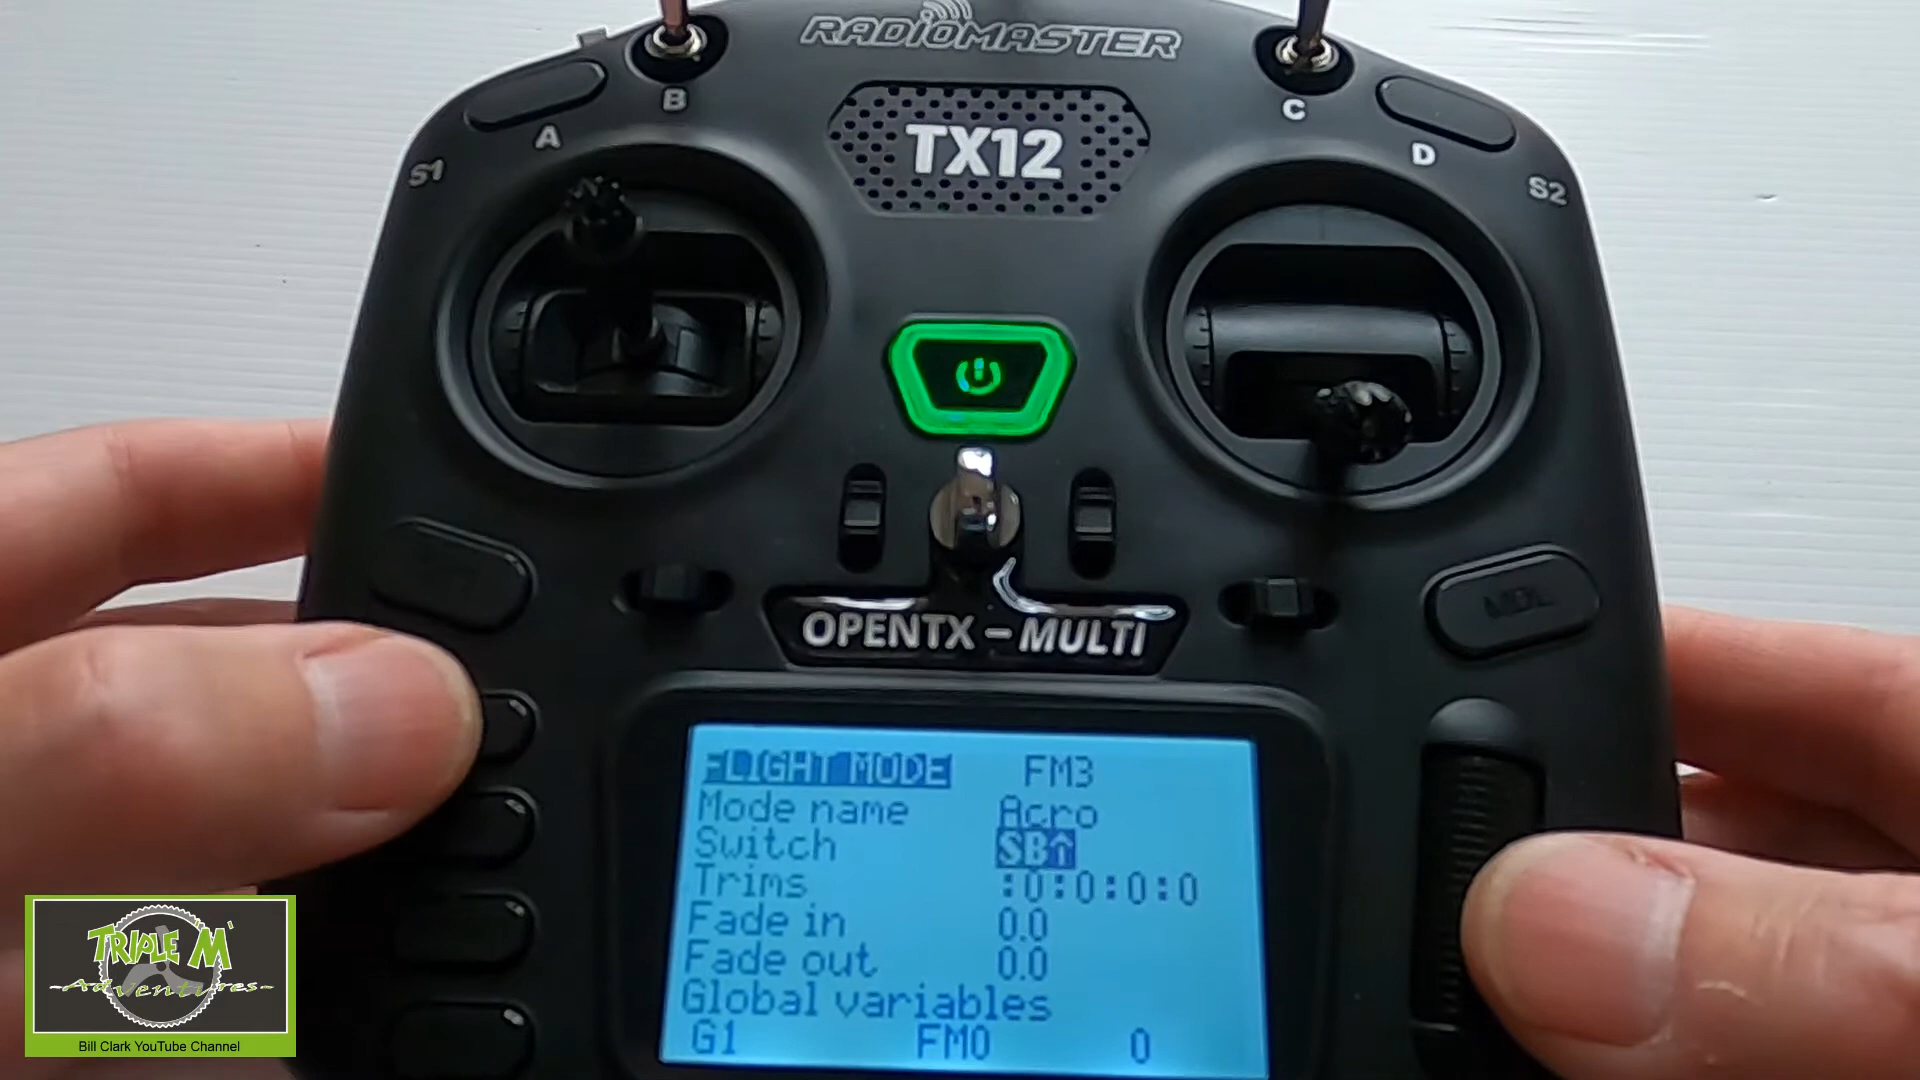 RADIOMASTER
B
C
A
TX12
D
S1
S2
OPENTX – MULTI
MDL
FLIGHT MODE FM3
Mode name Acro
Switch SB↑
Trims :0:0:0:0
Fade in 0.0
Fade out 0.0
Global variables
G1 FM0 0
TRIPLE M
-Adventures-
Bill Clark YouTube Channel